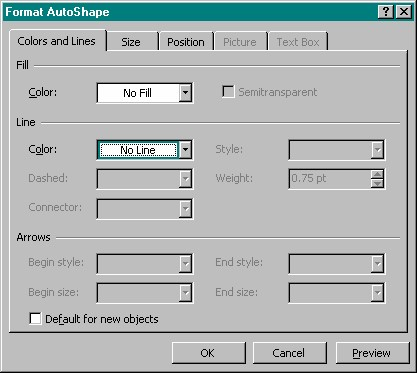 Format AutoShape ? ×
Colors and Lines Size Position Picture Text Box
Fill
Color: No Fill Semitransparent
Line
Color: No Line Style:
Dashed: Weight: 0.75 pt
Connector:
Arrows
Begin style: End style:
Begin size: End size:
Default for new objects
OK Cancel Preview